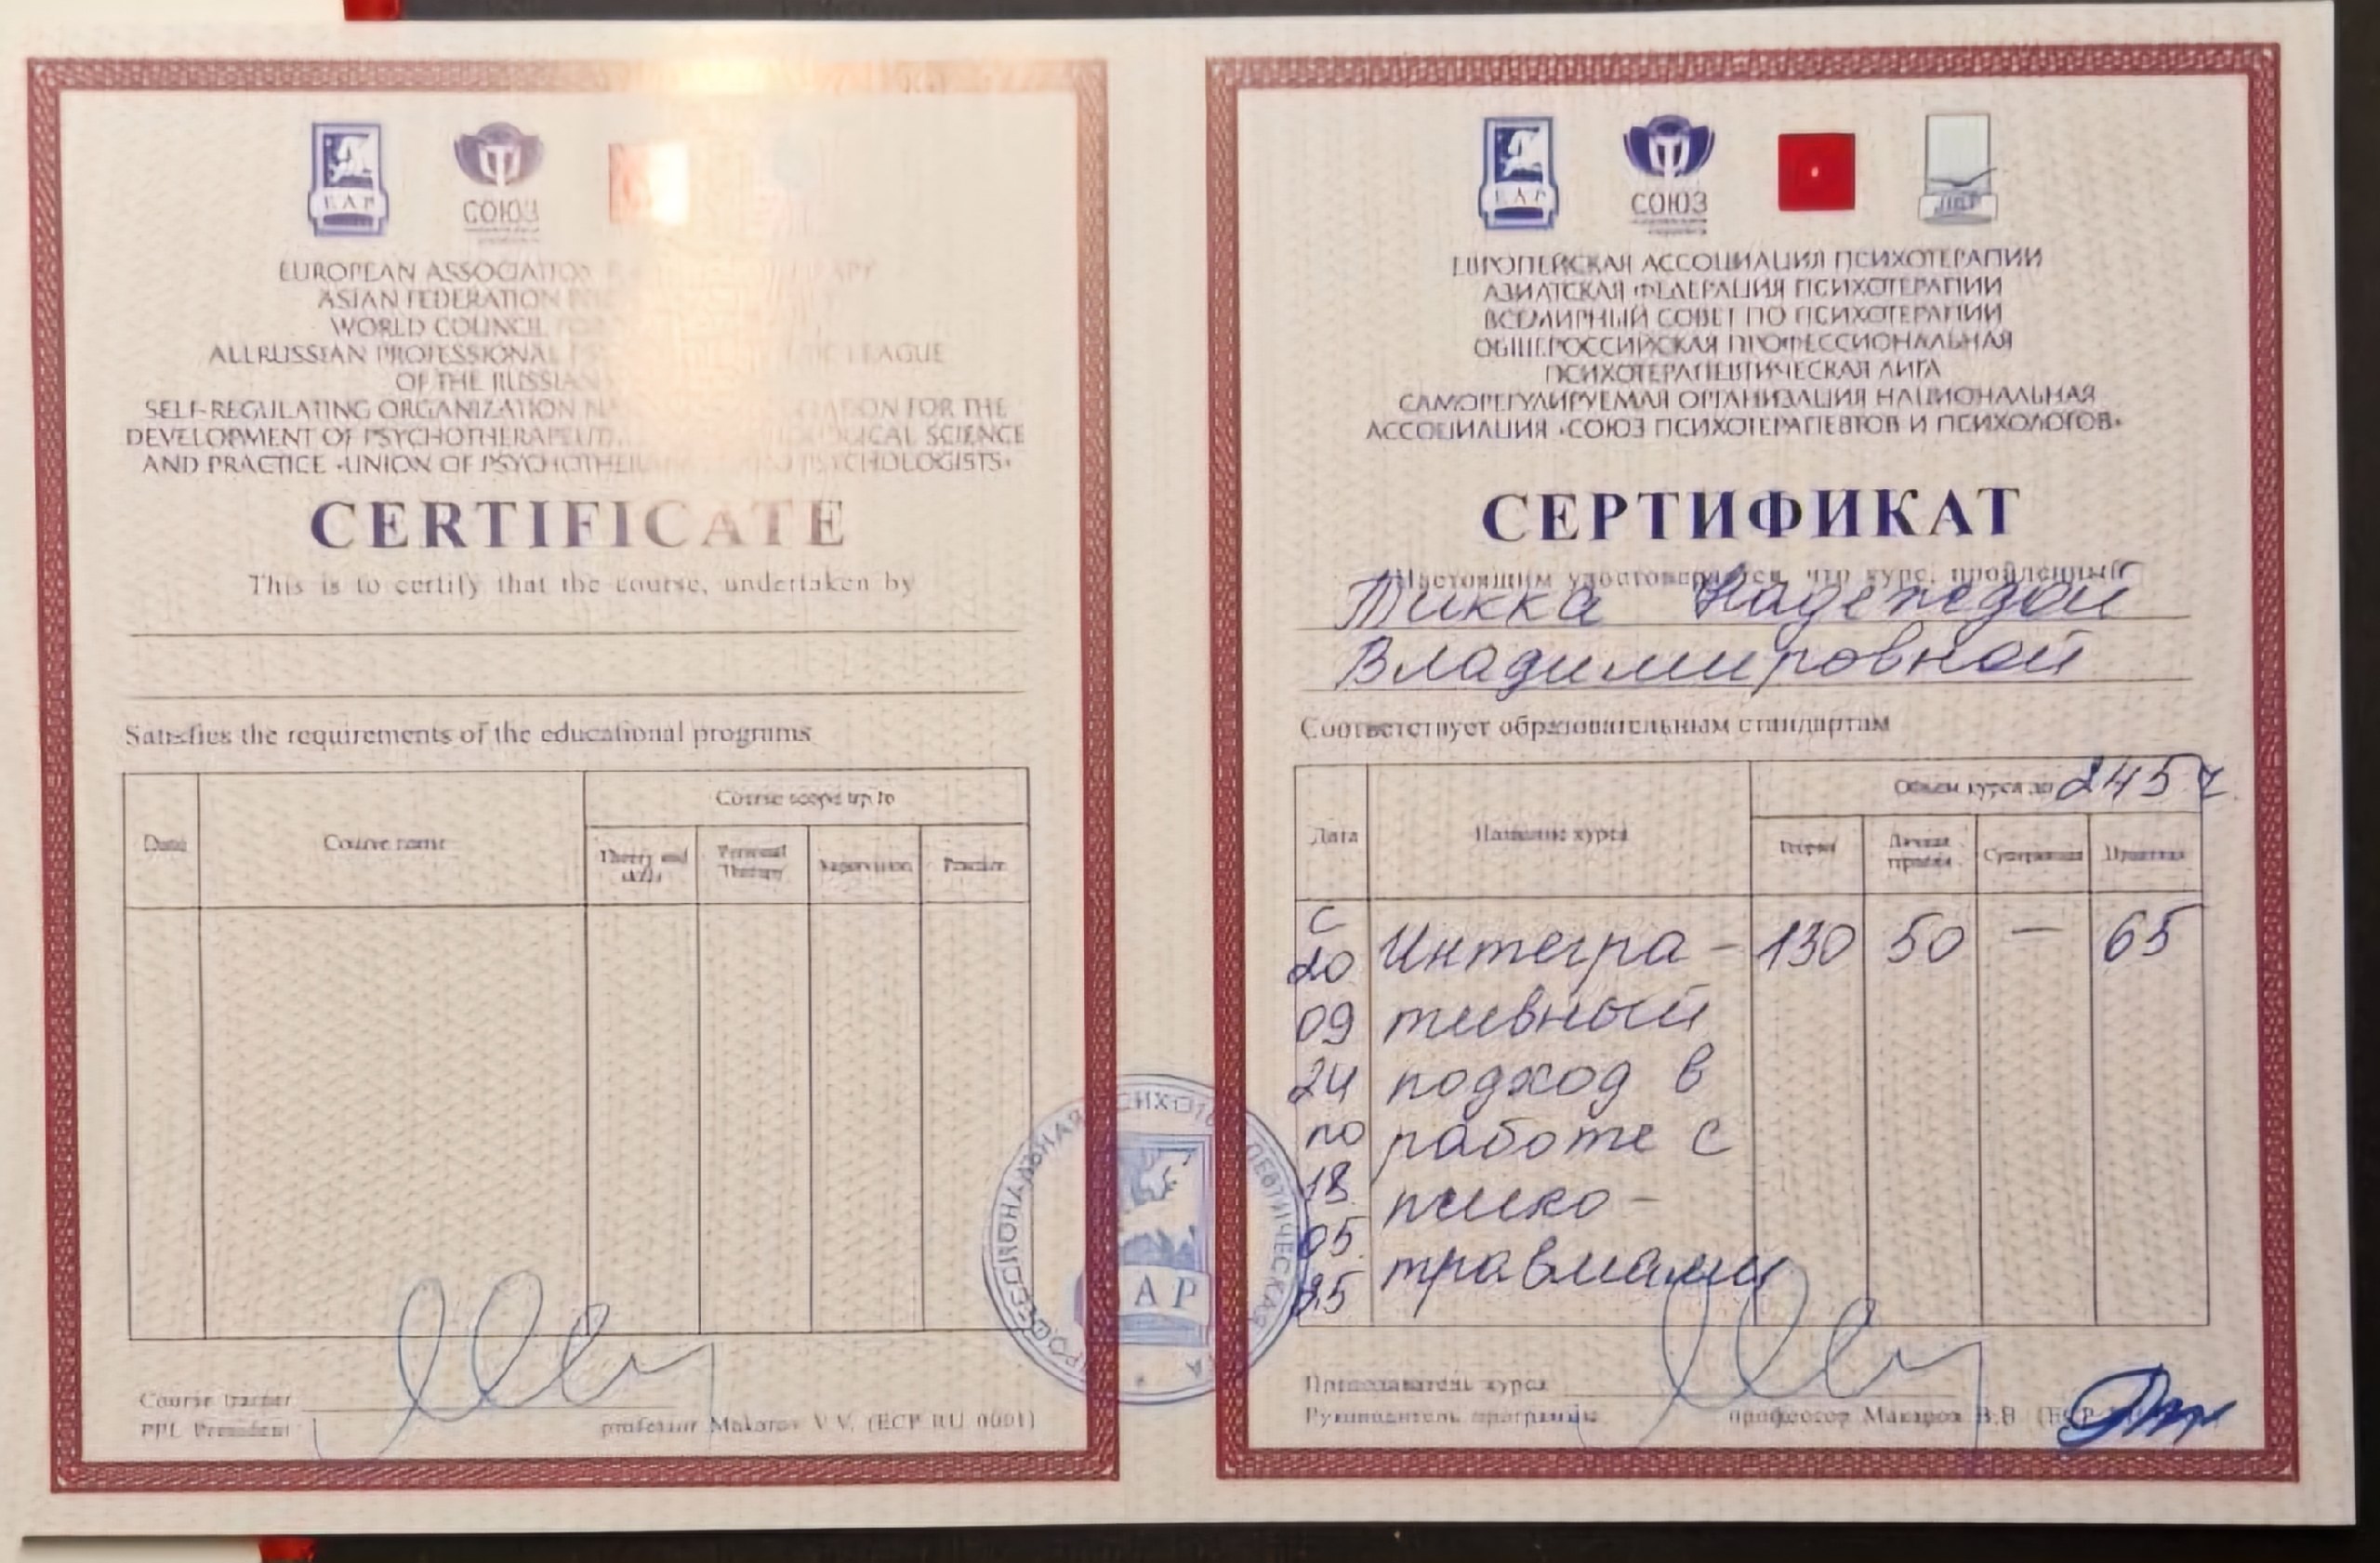 EAP
СОЮЗ
EUROPEAN ASSOCIATION
ASIAN FEDERATION
WORLD COUNCIL
ALLRUSSIAN PROFESSIONAL LEAGUE
OF THE RUSSIAN
SELF-REGULATING ORGANIZATION FOR THE
DEVELOPMENT OF PSYCHOTHERAPEUTIC SCIENCE
AND PRACTICE «UNION OF PSYCHOTHERAPISTS PSYCHOLOGISTS»
CERTIFICATE
This is to certify that the course, undertaken by
Satisfies the requirements of the educational programs
Course scope up to
Date
Course name
Theory and skills
Personal Therapy
Supervision
Practice
Course teacher
PPL President professor Makarov V.V. (ECP RU 0001)
EAP
СОЮЗ
ЕВРОПЕЙСКАЯ АССОЦИАЦИЯ ПСИХОТЕРАПИИ
АЗИАТСКАЯ ФЕДЕРАЦИЯ ПСИХОТЕРАПИИ
ВСЕМИРНЫЙ СОВЕТ ПО ПСИХОТЕРАПИИ
ОБЩЕРОССИЙСКАЯ ПРОФЕССИОНАЛЬНАЯ
ПСИХОТЕРАПЕВТИЧЕСКАЯ ЛИГА
САМОРЕГУЛИРУЕМАЯ ОРГАНИЗАЦИЯ НАЦИОНАЛЬНАЯ
АССОЦИАЦИЯ «СОЮЗ ПСИХОТЕРАПЕВТОВ И ПСИХОЛОГОВ»
СЕРТИФИКАТ
Настоящим удостоверяется, что курс, пройденный
Тикка Надеждой
Владимировной
Соответствует образовательным стандартам
Объем курса до 245 ч.
Дата
Название курса
Теория
Личная терапия
Супервизия
Практика
с
20 Интегра- 130 50 — 65
09 тивный
24 подход в
по работе с
18 психо-
05 травмами
25
Преподаватель курса
Руководитель программы профессор Макаров В.В.